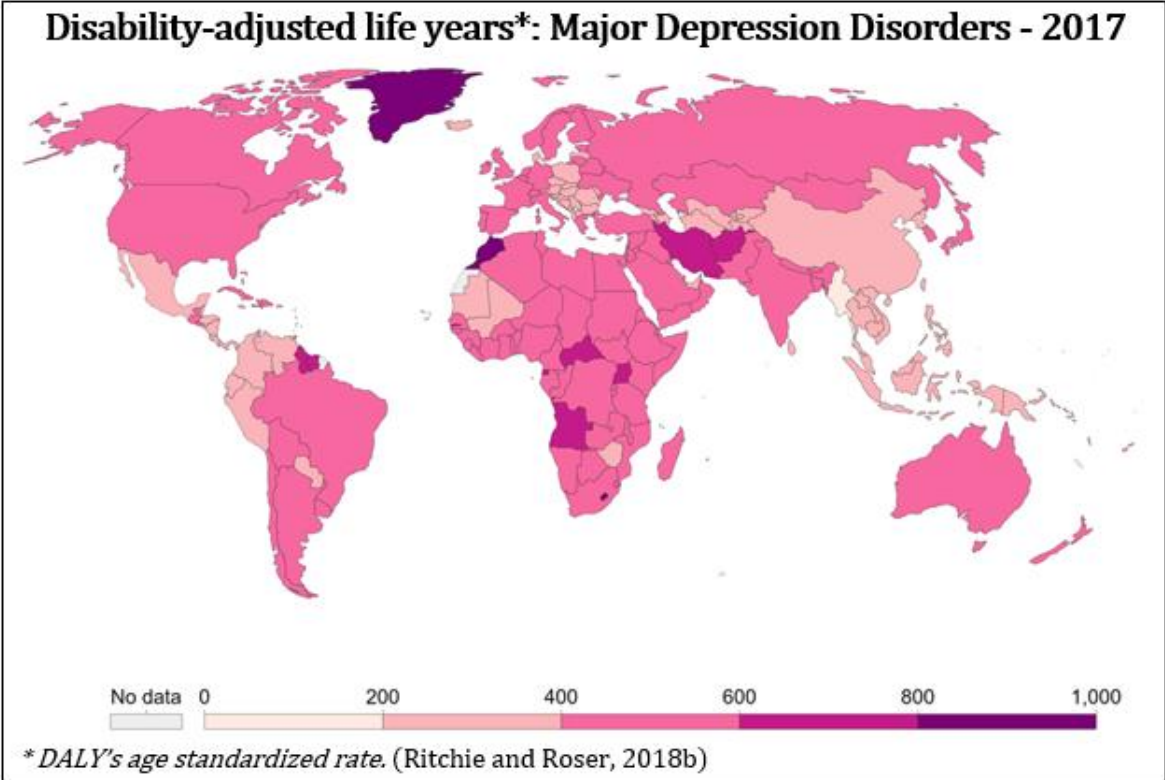 Disability-adjusted life years*: Major Depression Disorders - 2017
No data 0 200 400 600 800 1,000
* DALY's age standardized rate. (Ritchie and Roser, 2018b)